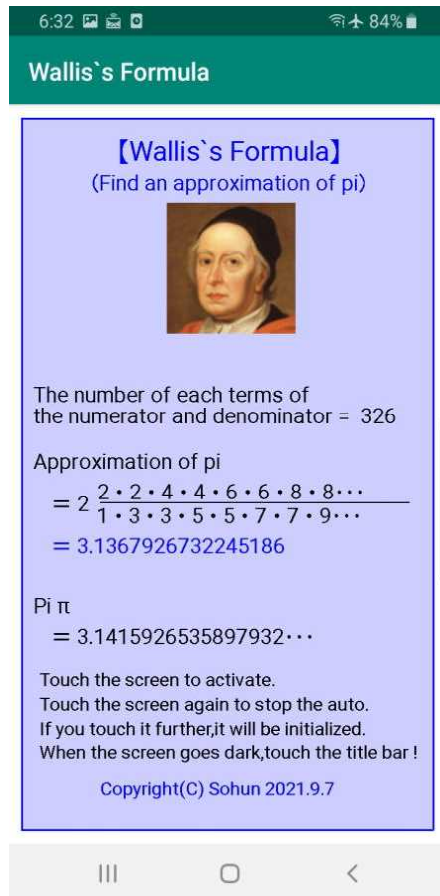 6:32 84%
Wallis`s Formula
【Wallis`s Formula】
(Find an approximation of pi)
The number of each terms of
the numerator and denominator = 326
Approximation of pi
= 2 2・2・4・4・6・6・8・8・・・
1・3・3・5・5・7・7・9・・・
= 3.1367926732245186
Pi π
= 3.1415926535897932・・・
Touch the screen to activate.
Touch the screen again to stop the auto.
If you touch it further,it will be initialized.
When the screen goes dark,touch the title bar !
Copyright(C) Sohun 2021.9.7